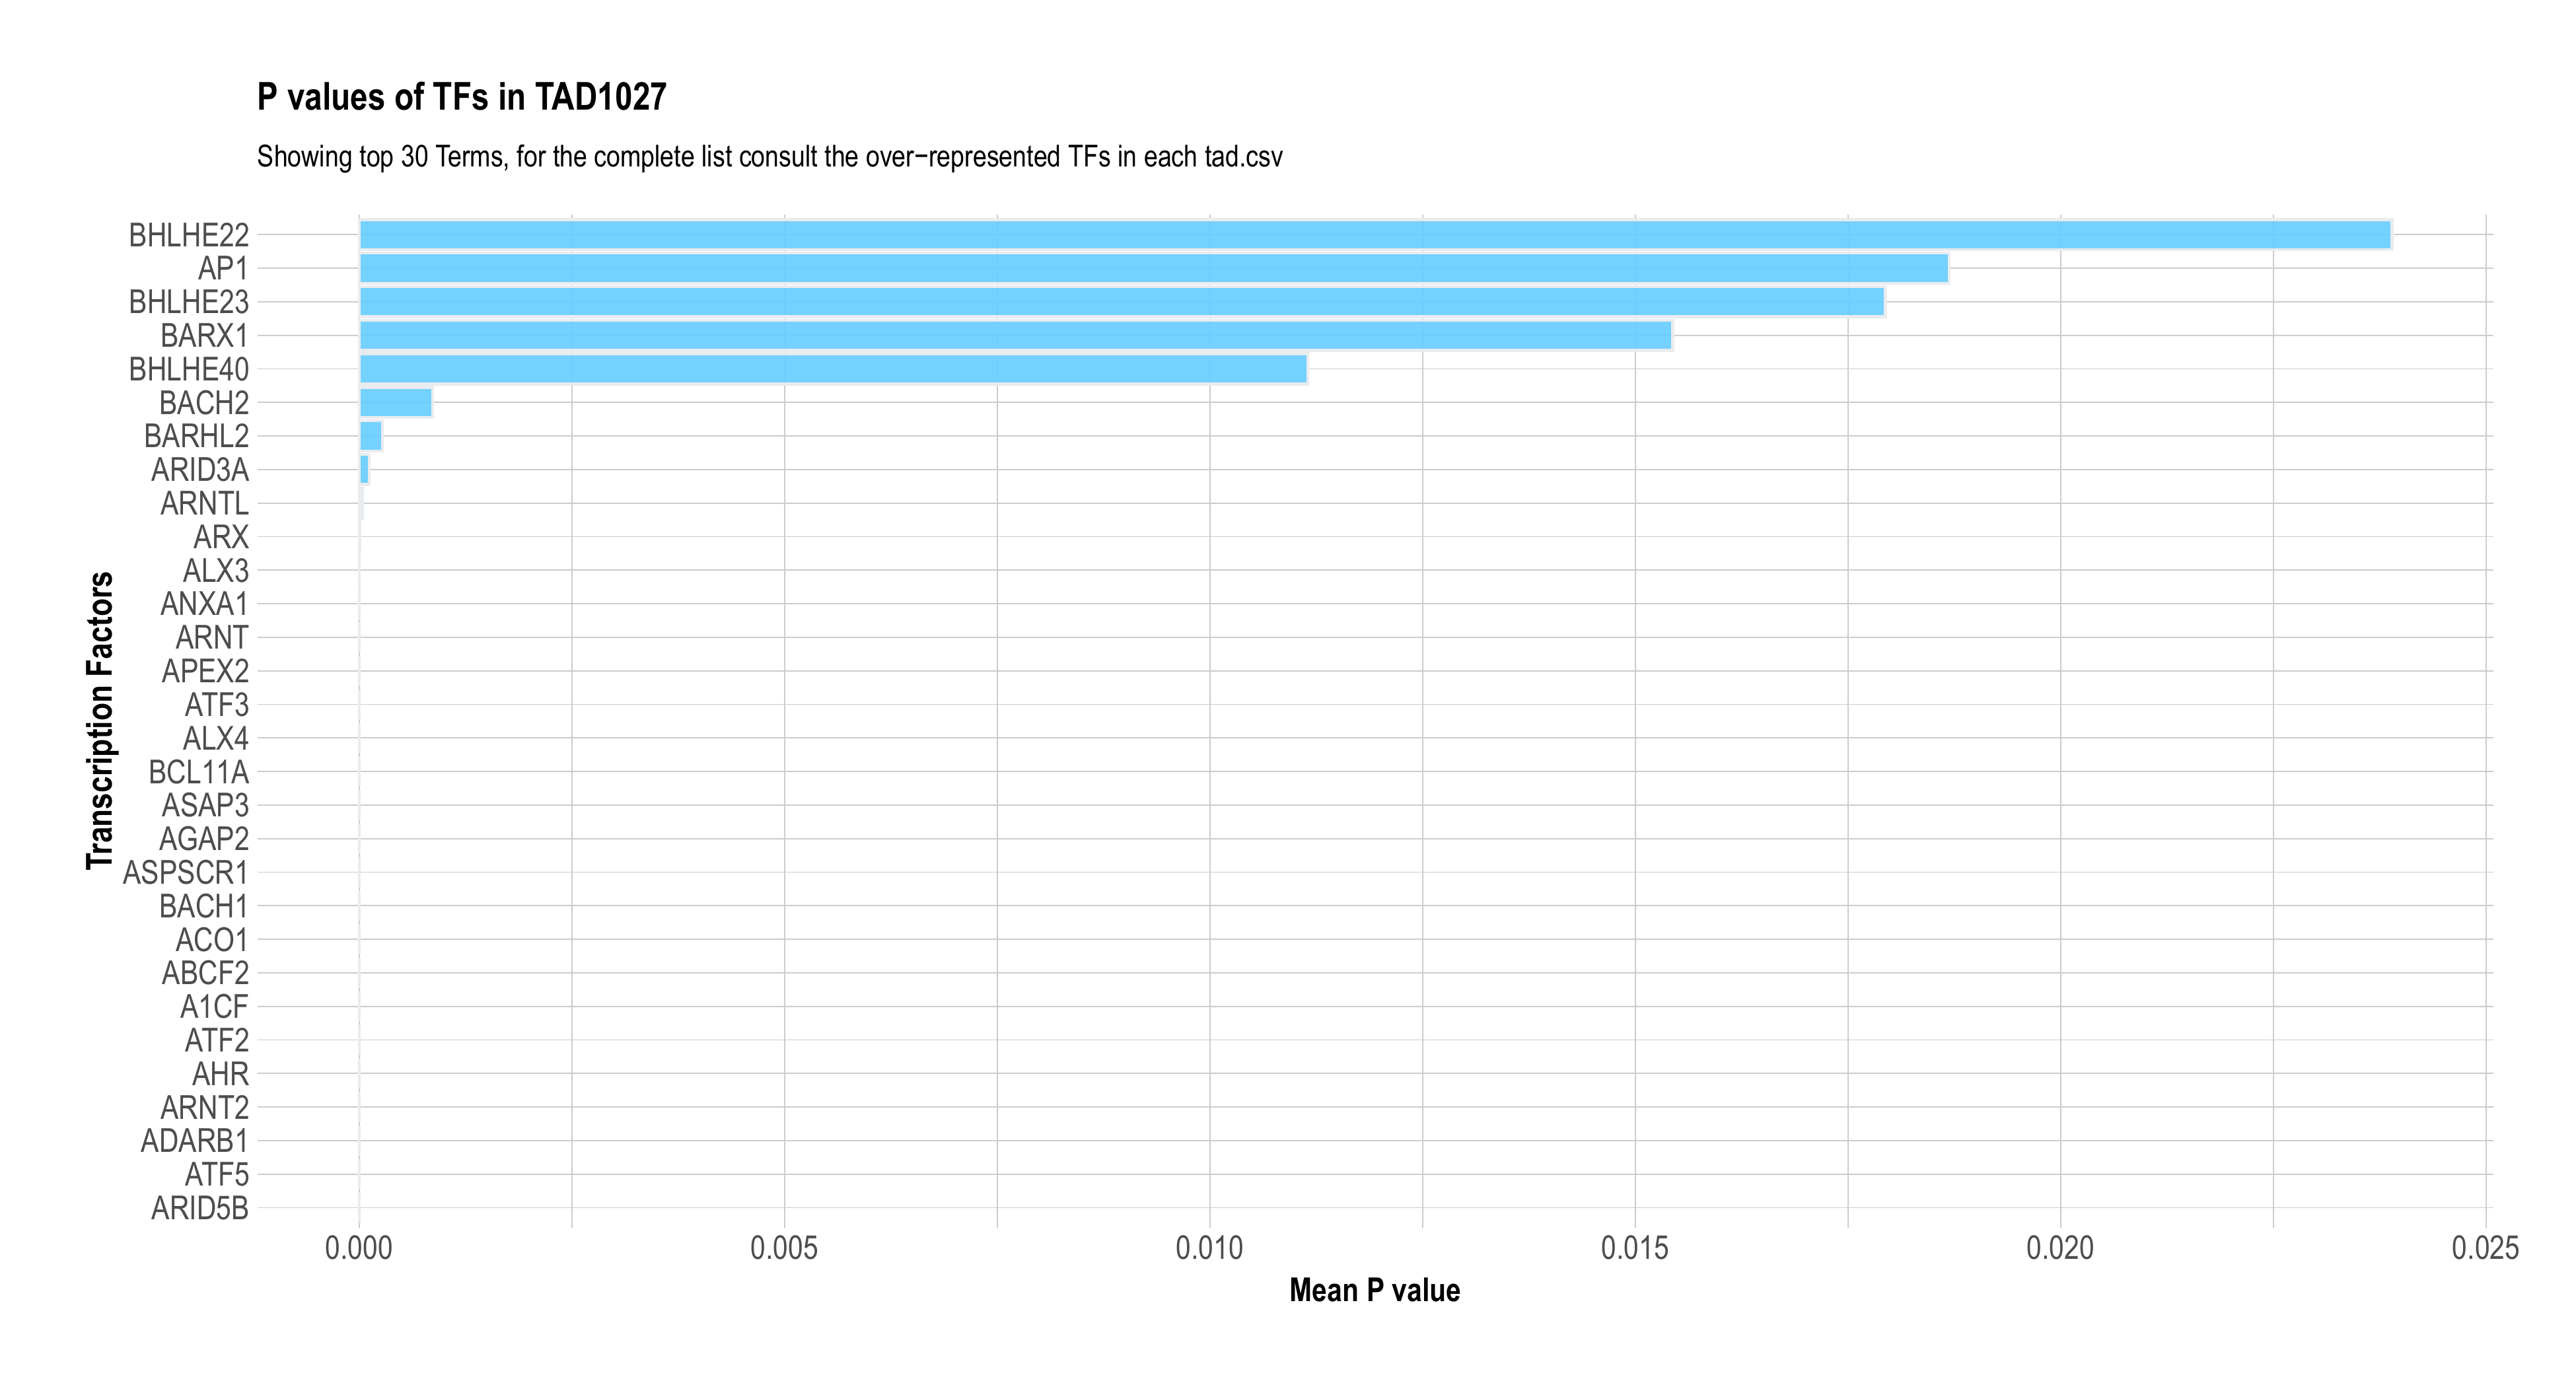 P values of TFs in TAD1027
Showing top 30 Terms, for the complete list consult the over−represented TFs in each tad.csv
Transcription Factors
BHLHE22
AP1
BHLHE23
BARX1
BHLHE40
BACH2
BARHL2
ARID3A
ARNTL
ARX
ALX3
ANXA1
ARNT
APEX2
ATF3
ALX4
BCL11A
ASAP3
AGAP2
ASPSCR1
BACH1
ACO1
ABCF2
A1CF
ATF2
AHR
ARNT2
ADARB1
ATF5
ARID5B
0.000 0.005 0.010 0.015 0.020 0.025
Mean P value